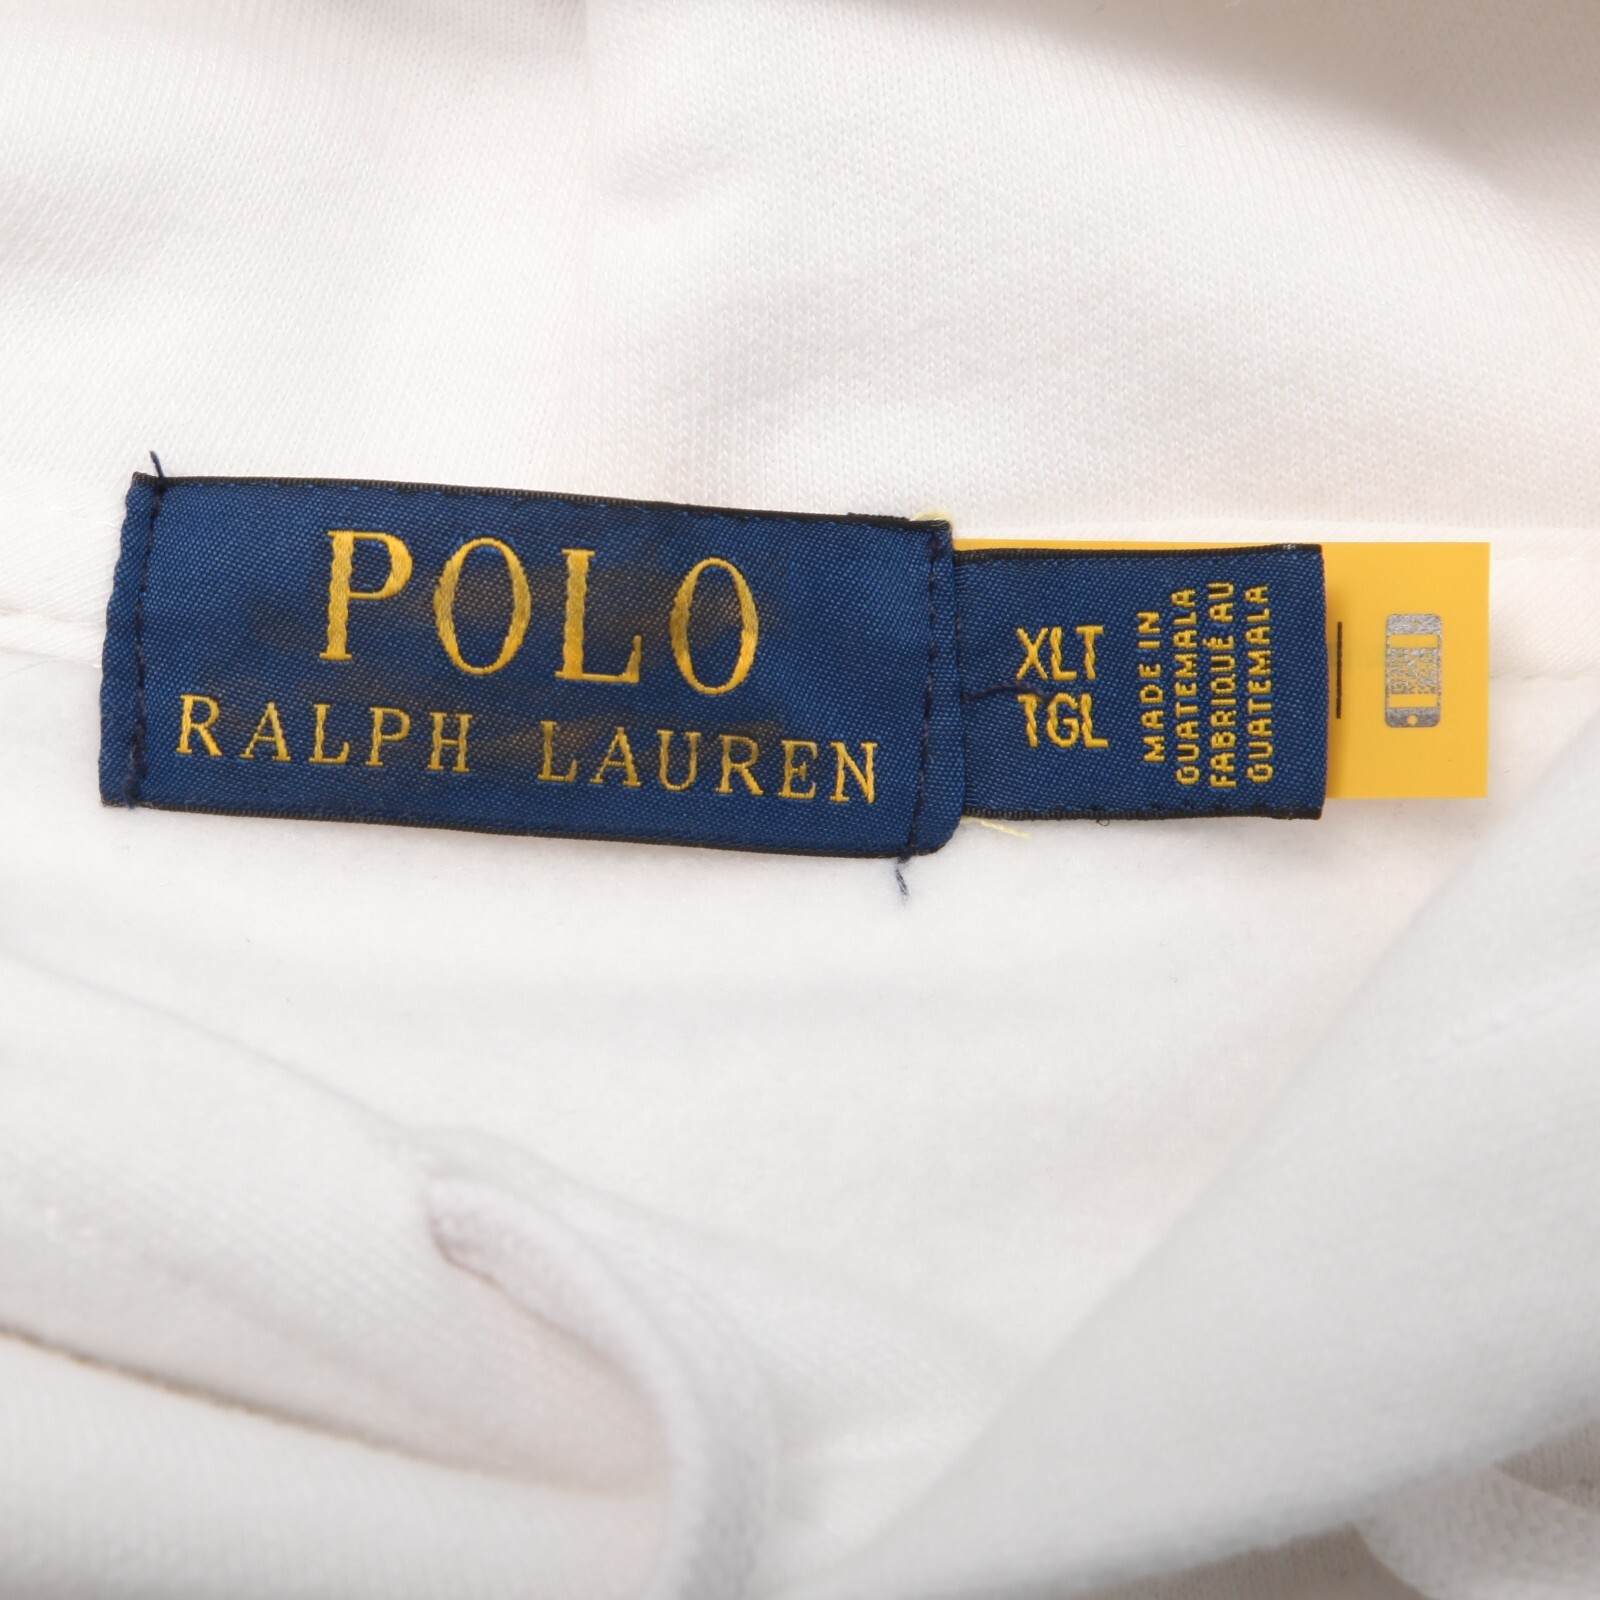 POLO
RALPH LAUREN
XLT
TGL
MADE IN
GUATEMALA
FABRIQUÉ AU
GUATEMALA